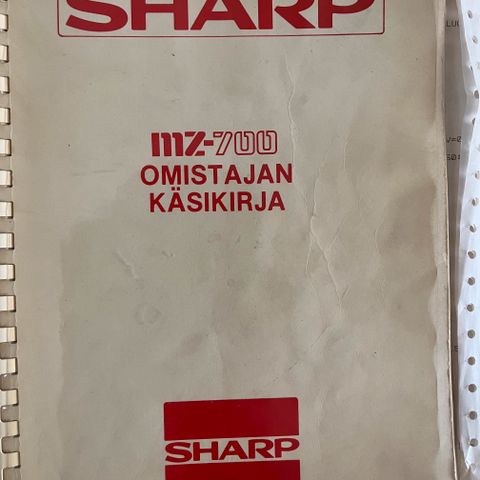 SHARP
mz-700
OMISTAJAN
KÄSIKIRJA
SHARP